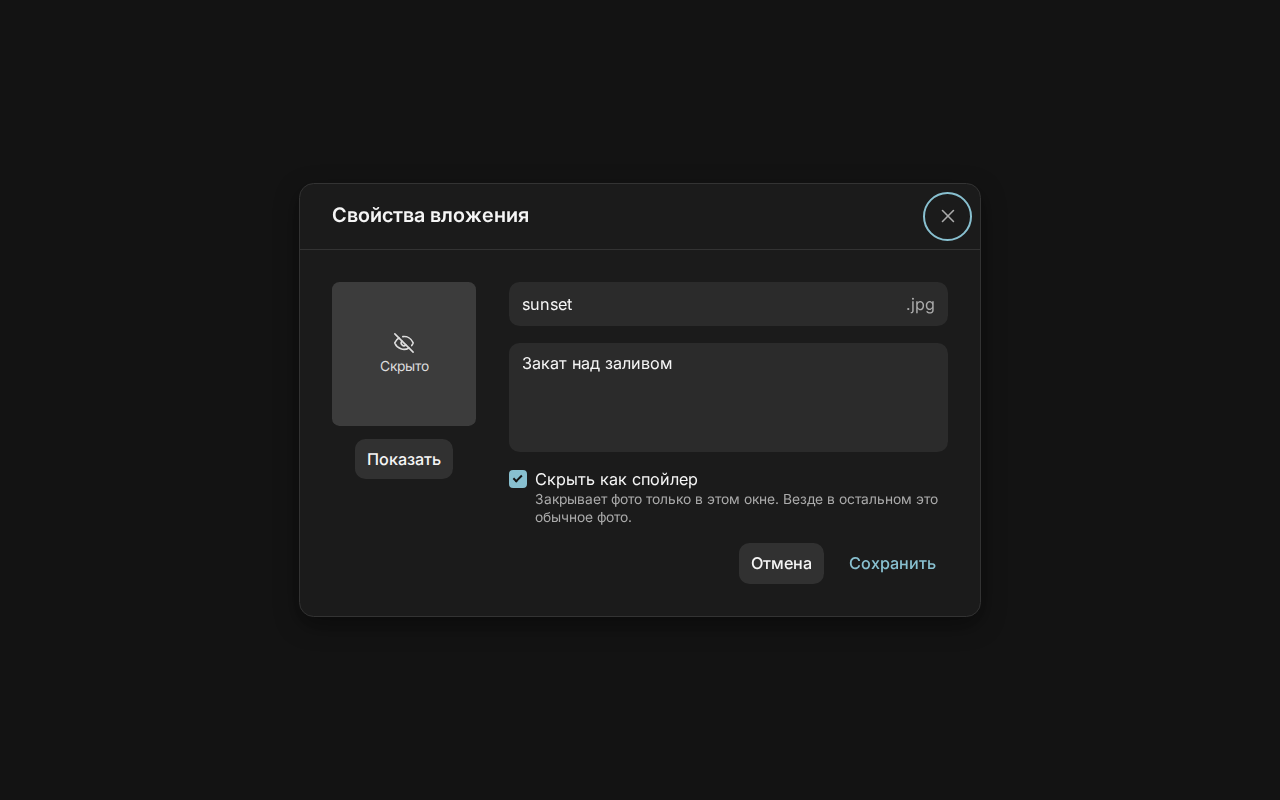 Свойства вложения
sunset
.jpg
Скрыто
Закат над заливом
Показать
Скрыть как спойлер
Закрывает фото только в этом окне. Везде в остальном это
обычное фото.
Отмена
Сохранить